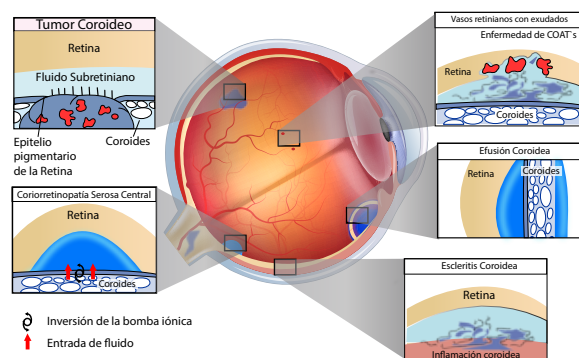 Tumor Coroideo
Retina
Fluido Subretiniano
Epitelio
pigmentario
de la Retina
Coroides
Coriorretinopatía Serosa Central
Retina
Coroides
Inversión de la bomba iónica
Entrada de fluido
Vasos retinianos con exudados
Enfermedad de COAT`s
Retina
Coroides
Efusión Coroidea
Retina
Coroides
Escleritis Coroidea
Retina
Inflamación coroidea